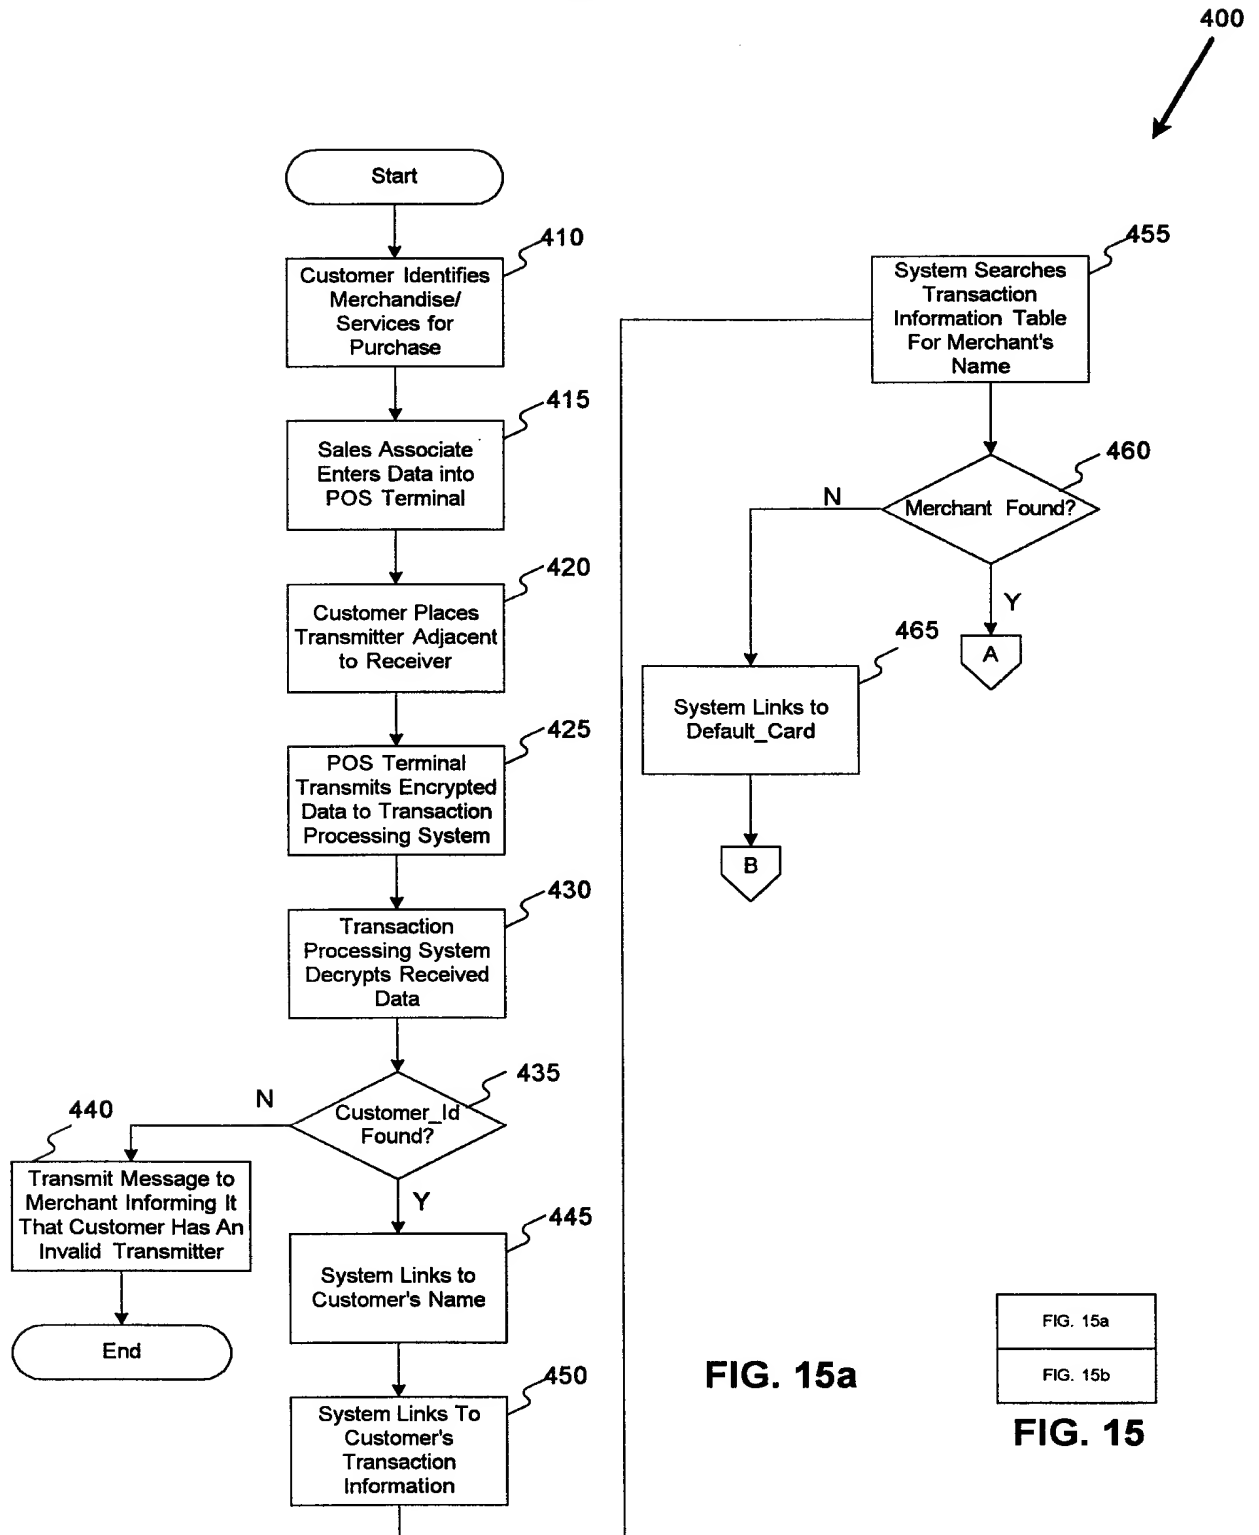 400
Start
410
Customer Identifies
Merchandise/
Services for
Purchase
415
Sales Associate
Enters Data into
POS Terminal
420
Customer Places
Transmitter Adjacent
to Receiver
425
POS Terminal
Transmits Encrypted
Data to Transaction
Processing System
430
Transaction
Processing System
Decrypts Received
Data
435
Customer_Id
Found?
N
440
Transmit Message to
Merchant Informing It
That Customer Has An
Invalid Transmitter
End
Y
445
System Links to
Customer's Name
450
System Links To
Customer's
Transaction
Information
455
System Searches
Transaction
Information Table
For Merchant's
Name
460
Merchant Found?
N
Y
A
465
System Links to
Default_Card
B
FIG. 15a
FIG. 15a
FIG. 15b
FIG. 15